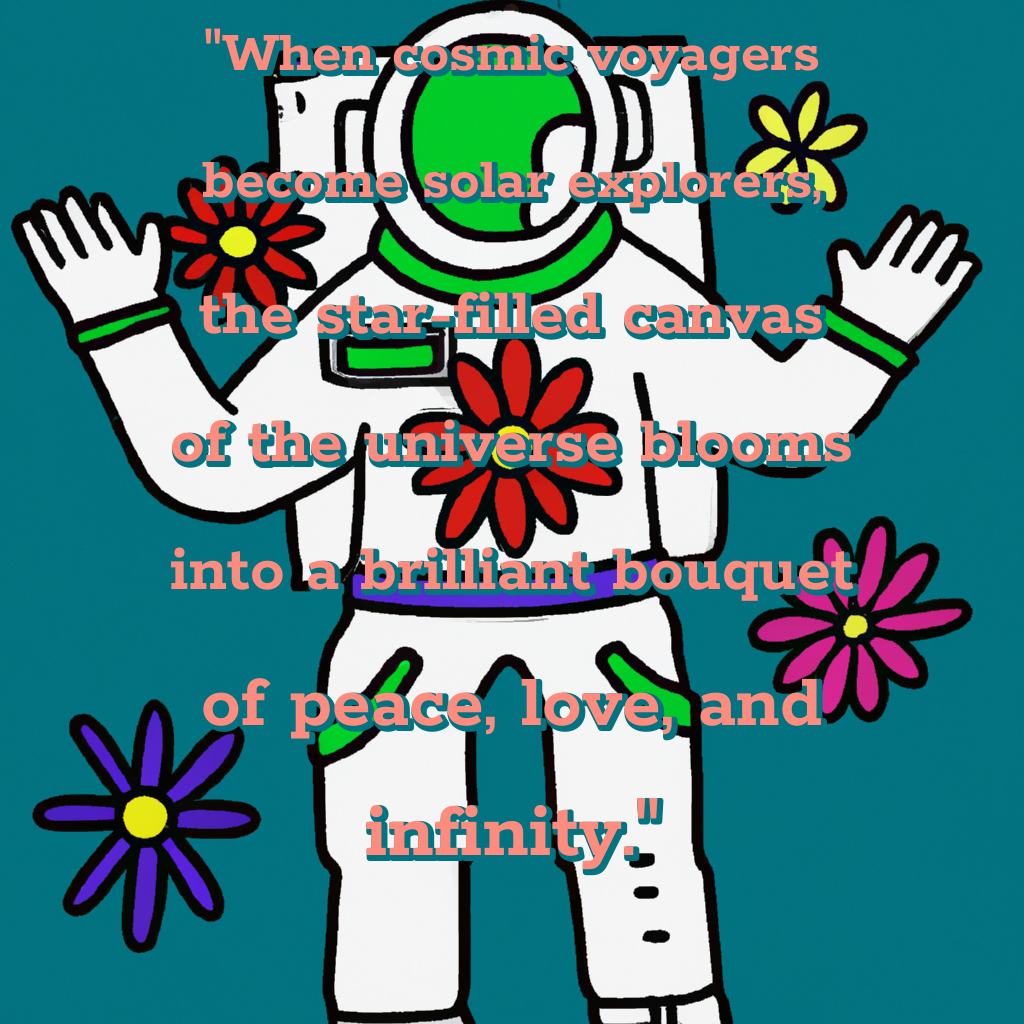 "When cosmic voyagers
become solar explorers,
the star-filled canvas
of the universe blooms
into a brilliant bouquet
of peace, love, and
infinity."